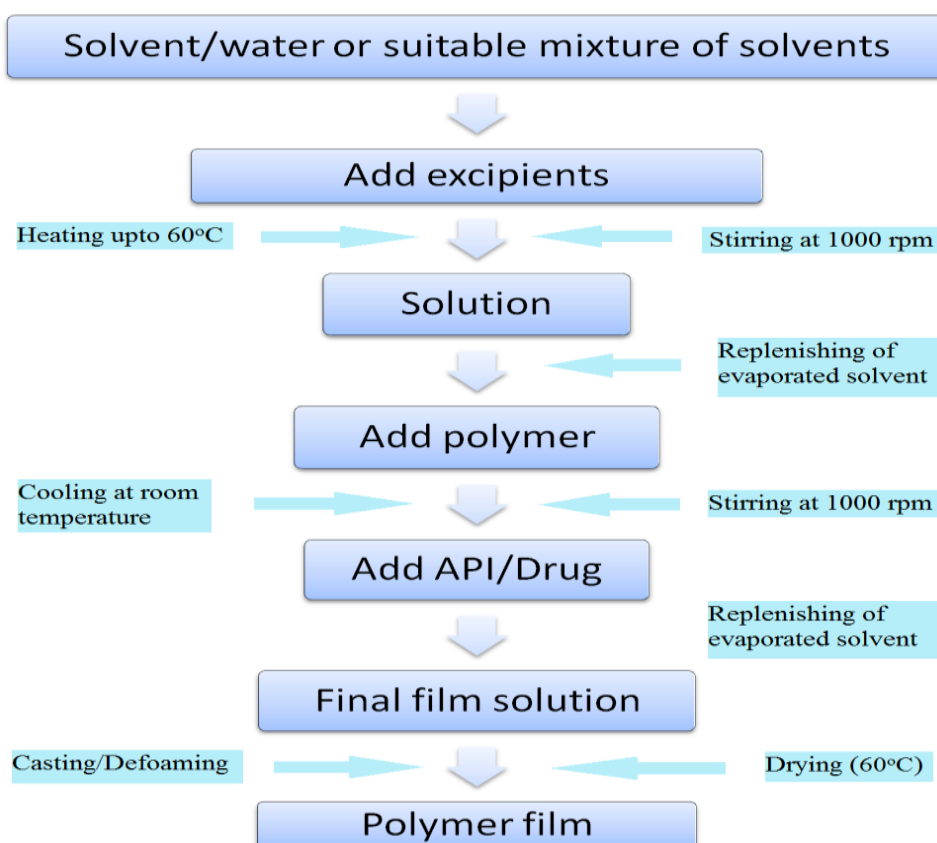 Solvent/water or suitable mixture of solvents
Add excipients
Heating upto 60°C
Stirring at 1000 rpm
Solution
Replenishing of
evaporated solvent
Add polymer
Cooling at room
temperature
Stirring at 1000 rpm
Add API/Drug
Replenishing of
evaporated solvent
Final film solution
Casting/Defoaming
Drying (60°C)
Polymer film